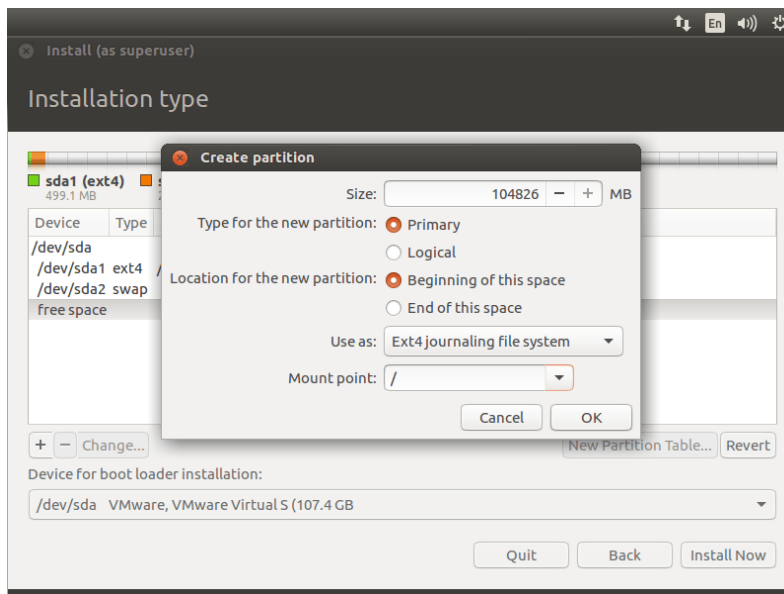 En
Install (as superuser)
Installation type
Create partition
sda1 (ext4)
499.1 MB
Size: 104826 − + MB
Type for the new partition: Primary
Logical
Location for the new partition: Beginning of this space
End of this space
Use as: Ext4 journaling file system
Mount point: /
Cancel OK
Device Type
/dev/sda
/dev/sda1 ext4 /
/dev/sda2 swap
free space
+ − Change... New Partition Table... Revert
Device for boot loader installation:
/dev/sda VMware, VMware Virtual S (107.4 GB
Quit Back Install Now